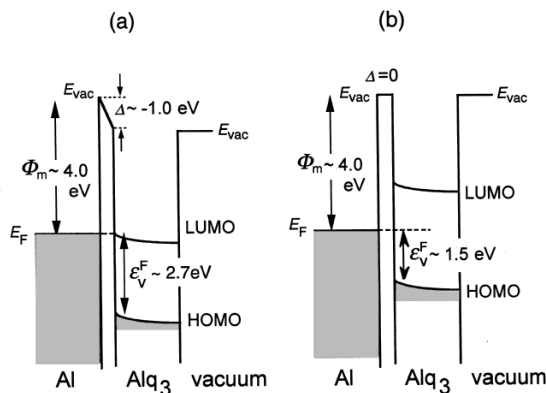 (a)
Evac
Δ~ -1.0 eV
Evac
Φm~ 4.0
eV
LUMO
EF
εvF ~ 2.7eV
HOMO
Al
Alq3
vacuum
(b)
Δ=0
Evac
Evac
Φm~ 4.0
eV
LUMO
EF
εvF ~ 1.5 eV
HOMO
Al
Alq3
vacuum